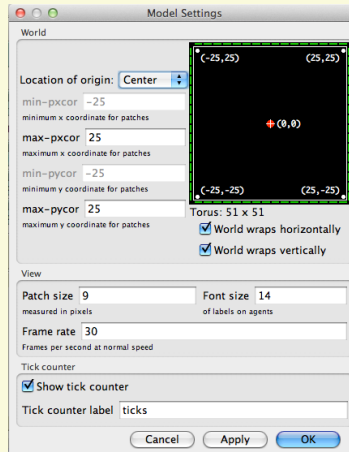 Model Settings
World
Location of origin: Center
min-pxcor -25
minimum x coordinate for patches
max-pxcor 25
maximum x coordinate for patches
min-pycor -25
minimum y coordinate for patches
max-pycor 25
maximum y coordinate for patches
(-25,25) (25,25)
(0,0)
(-25,-25) (25,-25)
Torus: 51 x 51
World wraps horizontally
World wraps vertically
View
Patch size 9
measured in pixels
Font size 14
of labels on agents
Frame rate 30
Frames per second at normal speed
Tick counter
Show tick counter
Tick counter label ticks
Cancel Apply OK